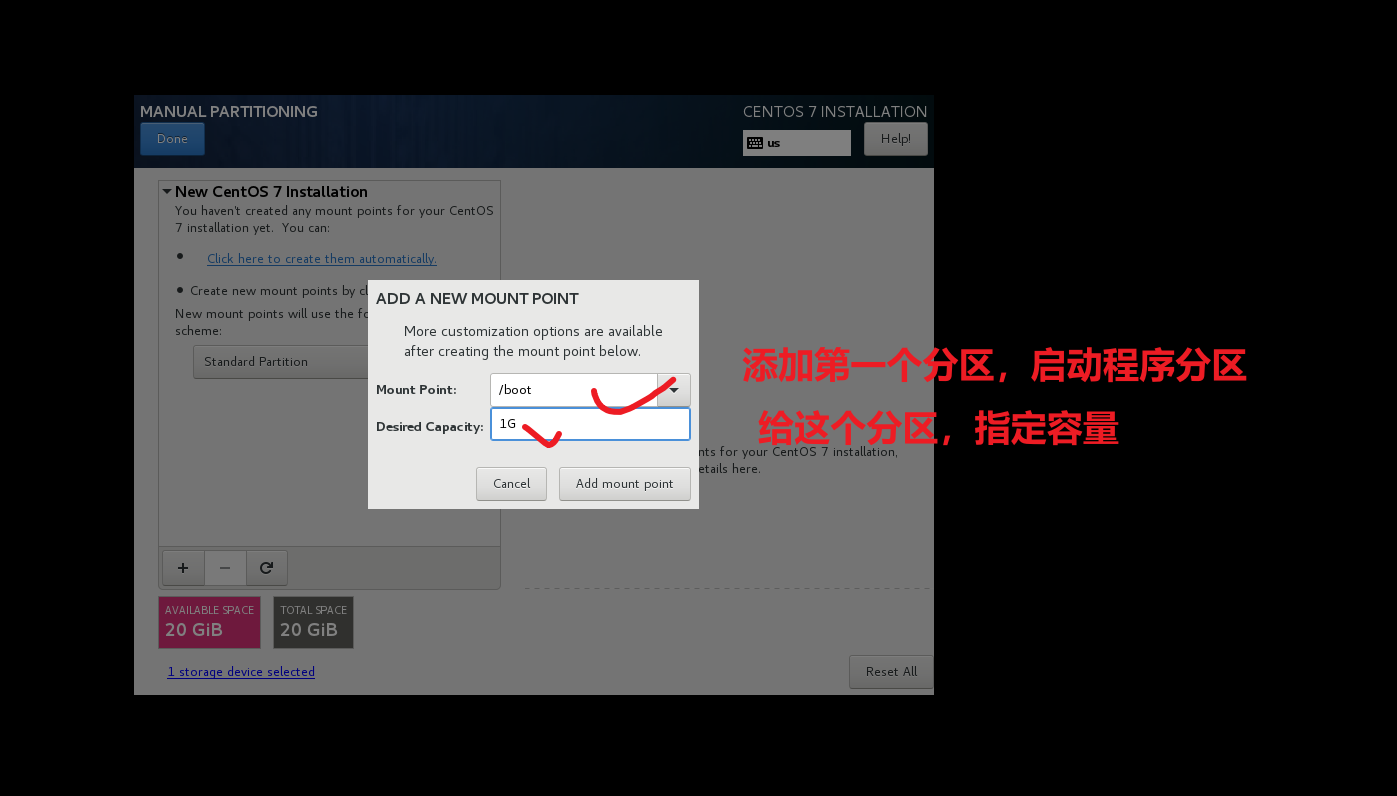 MANUAL PARTITIONING
CENTOS 7 INSTALLATION
Done
us
Help!
New CentOS 7 Installation
You haven't created any mount points for your CentOS
7 installation yet. You can:
Click here to create them automatically.
Create new mount points by cl
New mount points will use the fo
scheme:
Standard Partition
ADD A NEW MOUNT POINT
More customization options are available
after creating the mount point below.
Mount Point:
/boot
Desired Capacity:
1G
Cancel
Add mount point
添加第一个分区，启动程序分区
给这个分区，指定容量
nts for your CentOS 7 installation,
etails here.
AVAILABLE SPACE
20 GiB
TOTAL SPACE
20 GiB
1 storage device selected
Reset All